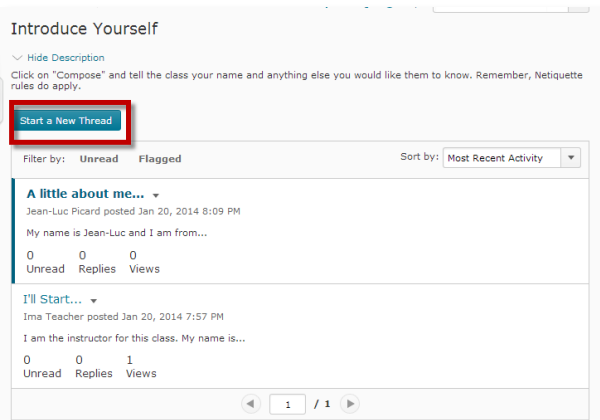 Introduce Yourself
Hide Description
Click on "Compose" and tell the class your name and anything else you would like them to know. Remember, Netiquette
rules do apply.
Start a New Thread
Filter by: Unread Flagged Sort by: Most Recent Activity
A little about me...
Jean-Luc Picard posted Jan 20, 2014 8:09 PM
My name is Jean-Luc and I am from...
0 0 0
Unread Replies Views
I'll Start...
Ima Teacher posted Jan 20, 2014 7:57 PM
I am the instructor for this class. My name is...
0 0 1
Unread Replies Views
1 / 1